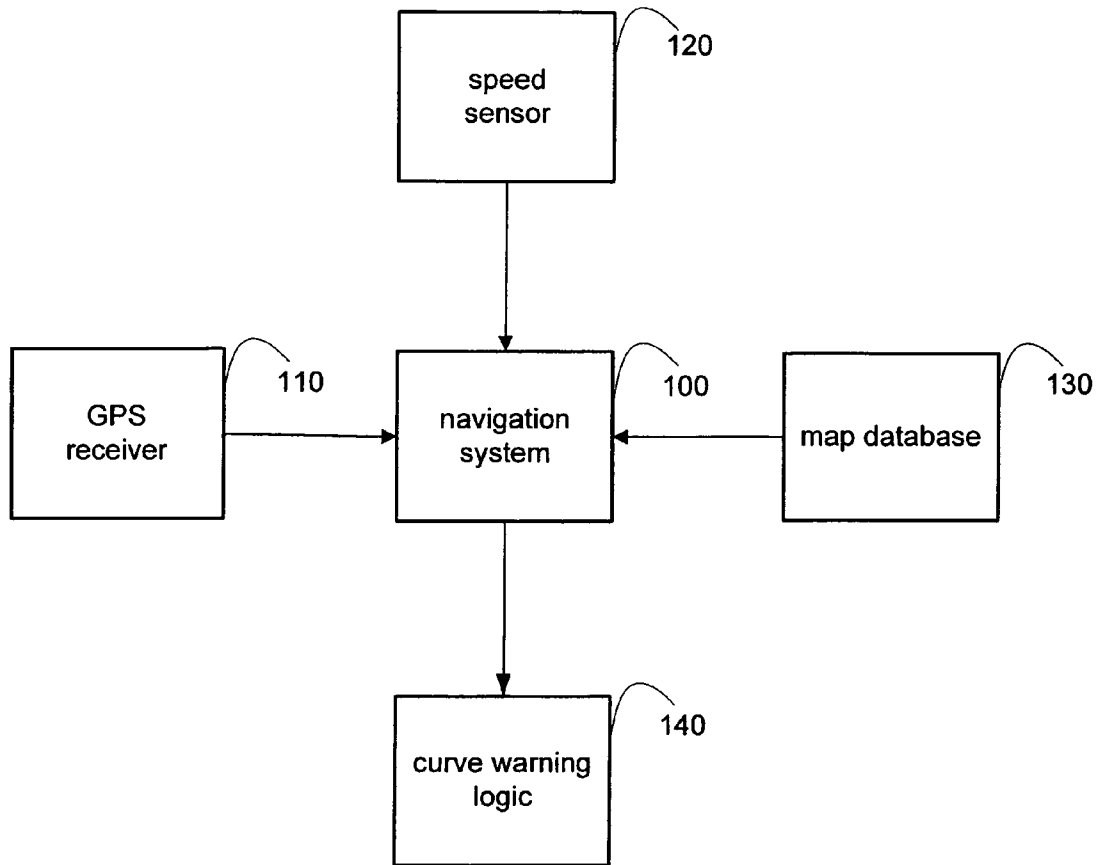 120
speed
sensor
110
GPS
receiver
100
navigation
system
130
map database
140
curve warning
logic